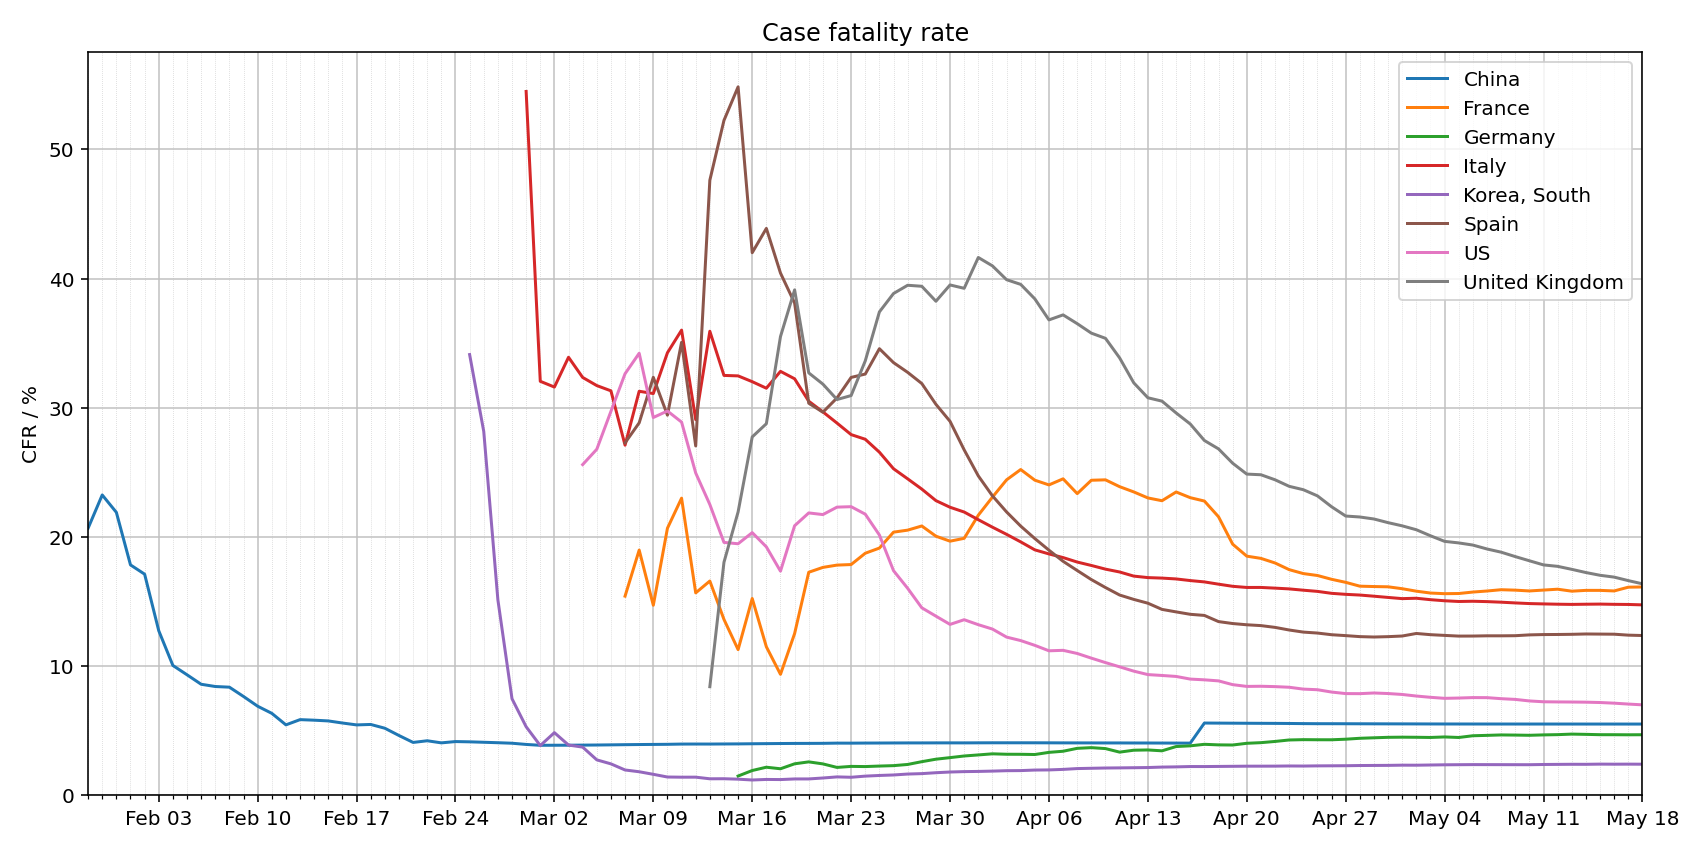 Case fatality rate
CFR / %
50
40
30
20
10
0
Feb 03 Feb 10 Feb 17 Feb 24 Mar 02 Mar 09 Mar 16 Mar 23 Mar 30 Apr 06 Apr 13 Apr 20 Apr 27 May 04 May 11 May 18
China
France
Germany
Italy
Korea, South
Spain
US
United Kingdom